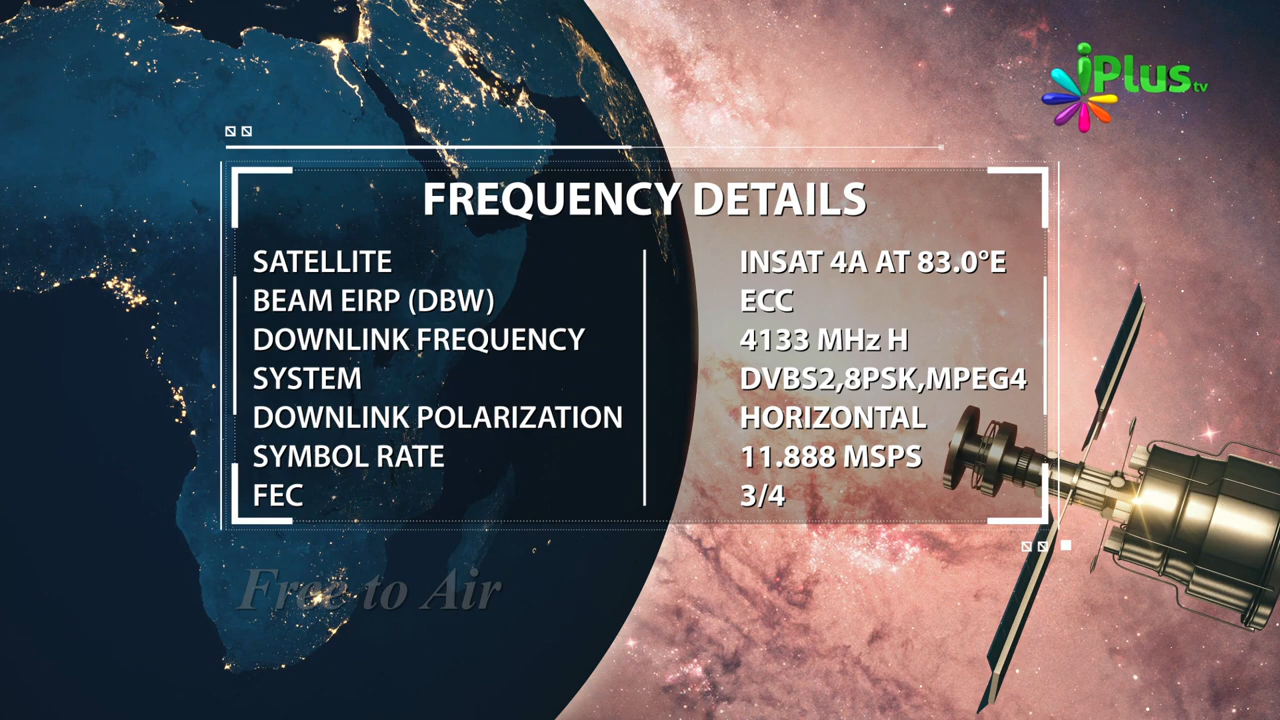 iPlus tv
FREQUENCY DETAILS
SATELLITE INSAT 4A AT 83.0°E
BEAM EIRP (DBW) ECC
DOWNLINK FREQUENCY 4133 MHz H
SYSTEM DVBS2,8PSK,MPEG4
DOWNLINK POLARIZATION HORIZONTAL
SYMBOL RATE 11.888 MSPS
FEC 3/4
Free to Air